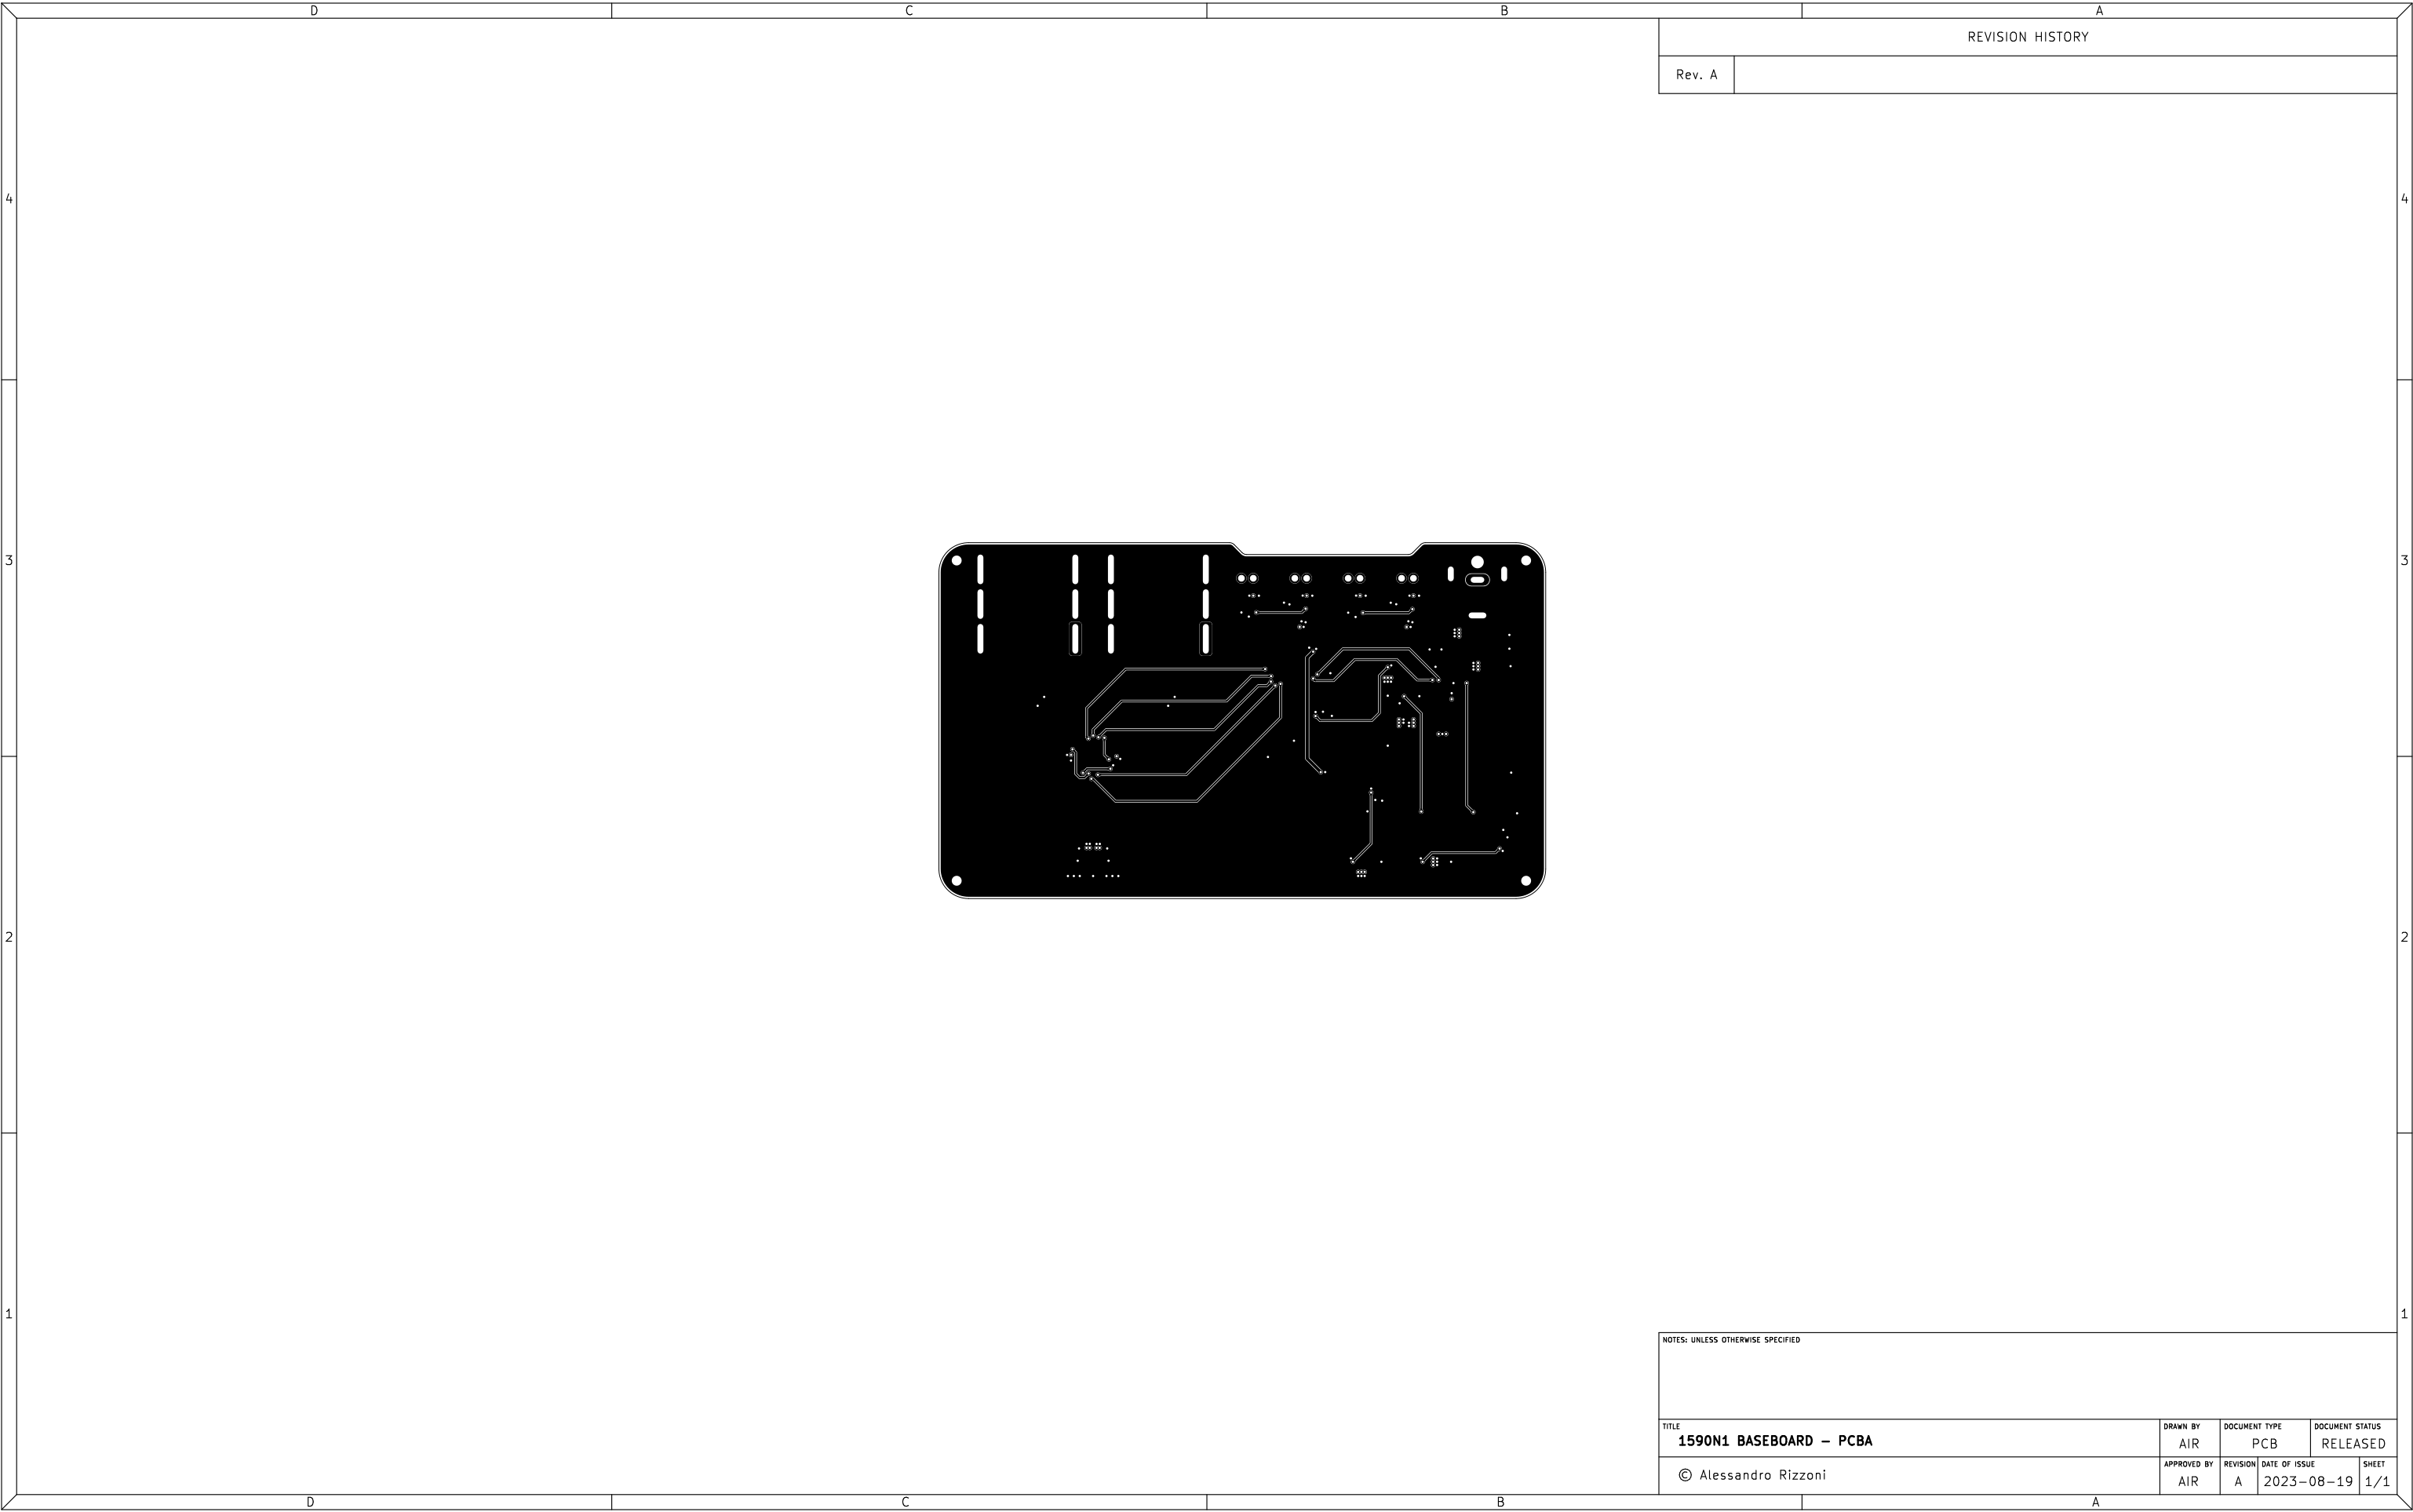 D C B A
REVISION HISTORY
Rev. A
4 4
3 3
2 2
1 1
NOTES: UNLESS OTHERWISE SPECIFIED
TITLE
1590N1 BASEBOARD - PCBA
DRAWN BY
AIR
DOCUMENT TYPE
PCB
DOCUMENT STATUS
RELEASED
© Alessandro Rizzoni
APPROVED BY
AIR
REVISION
A
DATE OF ISSUE
2023-08-19
SHEET
1/1
D C B A